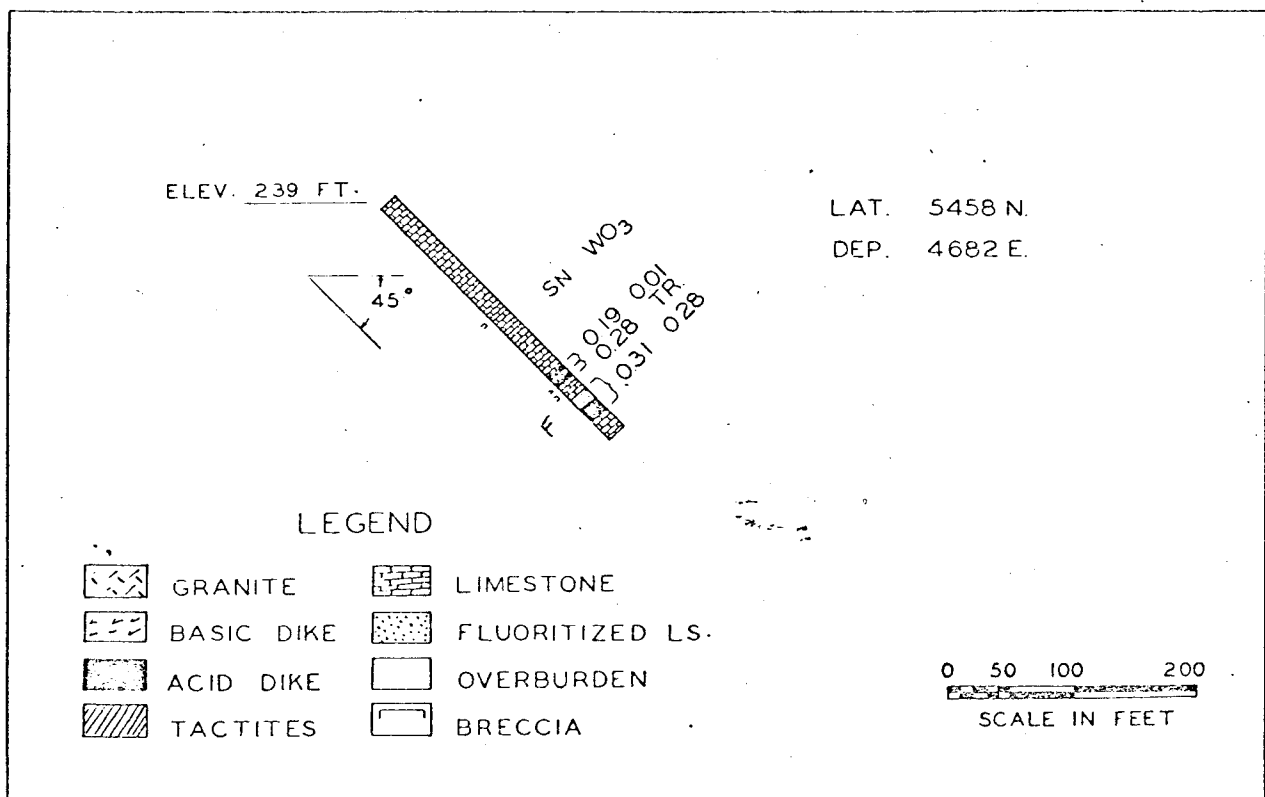 ELEV. 239 FT.
LAT. 5458 N.
DEP. 4682 E.
45°
SN WO3
0.19 0.01
0.28 TR.
0.31 0.28
F
LEGEND
GRANITE
BASIC DIKE
ACID DIKE
TACTITES
LIMESTONE
FLUORITIZED LS.
OVERBURDEN
BRECCIA
0 50 100 200
SCALE IN FEET